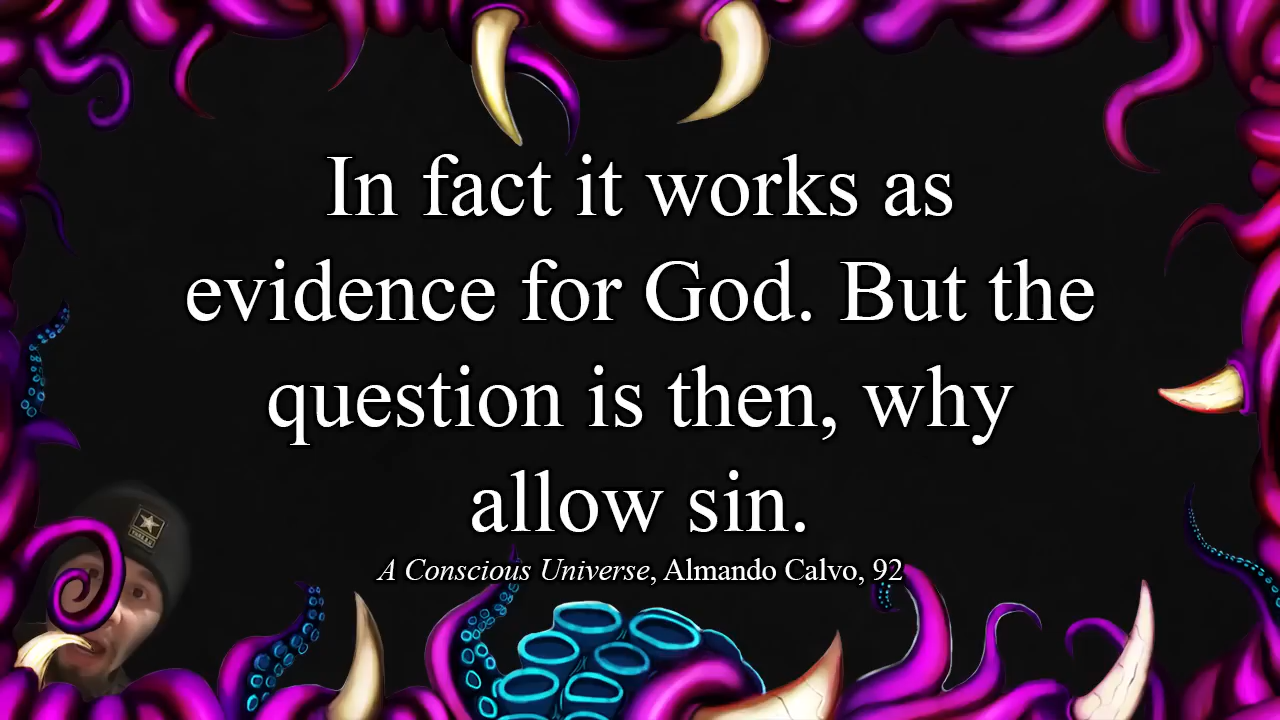 In fact it works as
evidence for God. But the
question is then, why
allow sin.
A Conscious Universe, Almando Calvo, 92